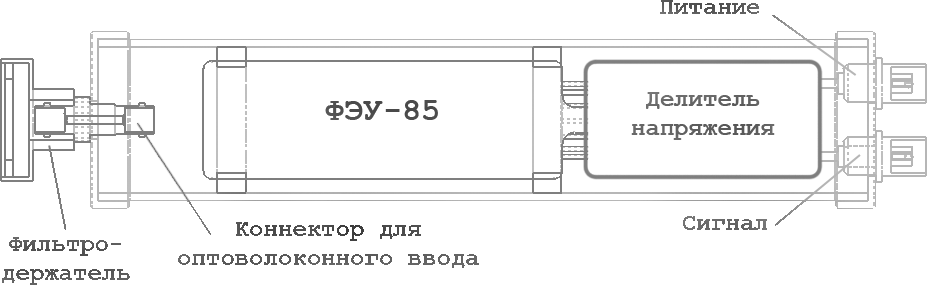 Питание
ФЭУ-85
Делитель
напряжения
Сигнал
Коннектор для
оптоволоконного ввода
Фильтро-
держатель